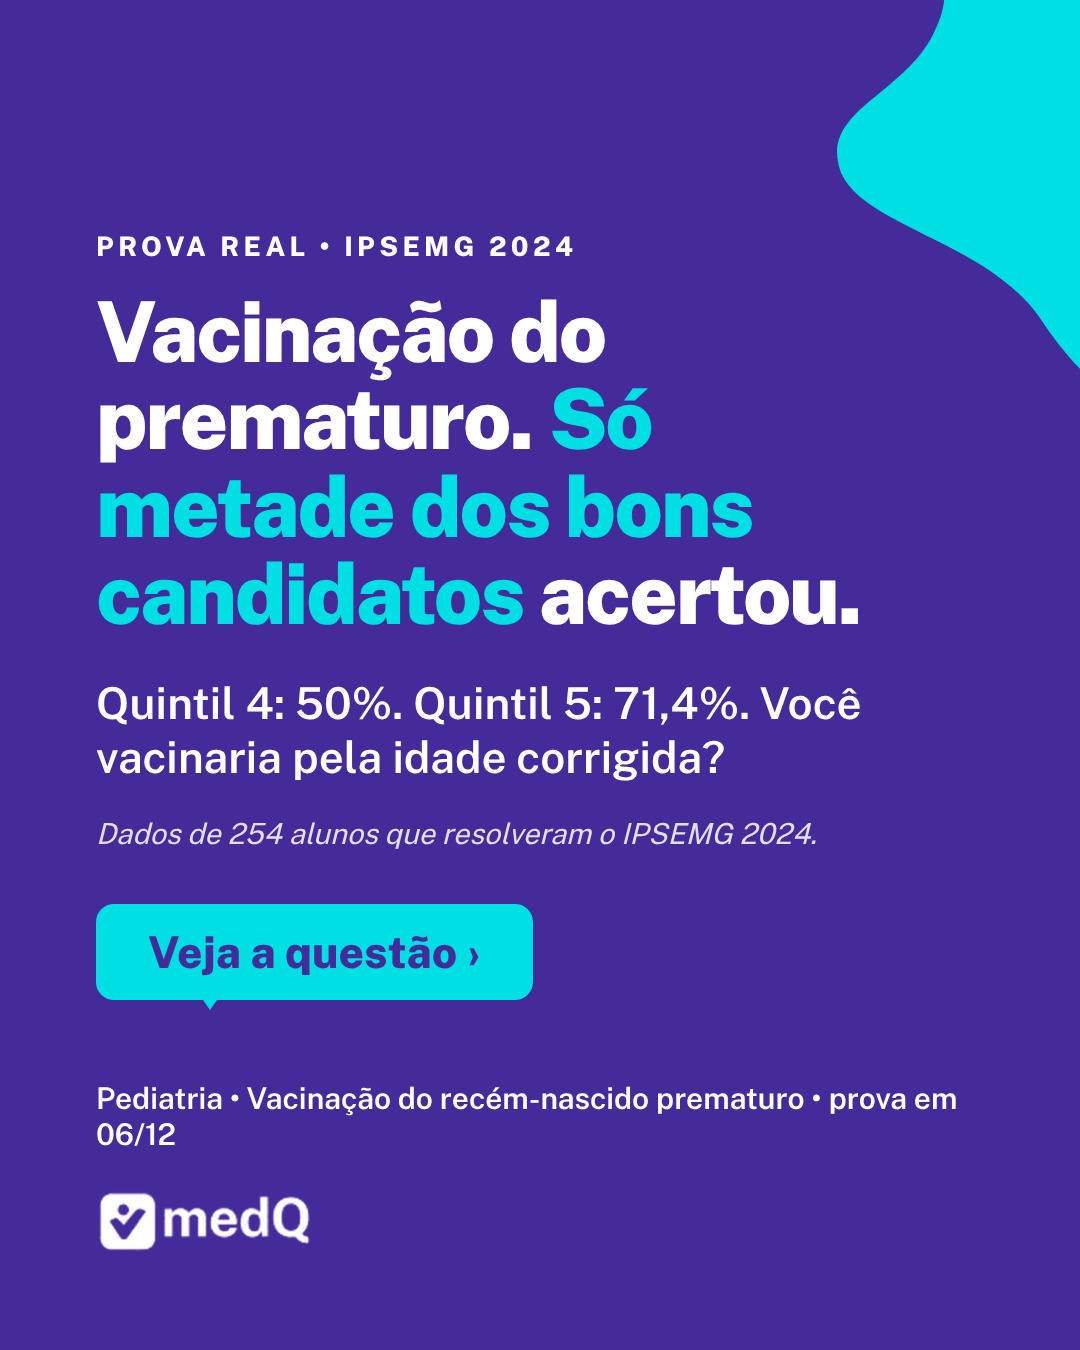 PROVA REAL • IPSEMG 2024
Vacinação do
prematuro. Só
metade dos bons
candidatos acertou.
Quintil 4: 50%. Quintil 5: 71,4%. Você
vacinaria pela idade corrigida?
Dados de 254 alunos que resolveram o IPSEMG 2024.
Veja a questão ›
Pediatria • Vacinação do recém-nascido prematuro • prova em
06/12
medQ